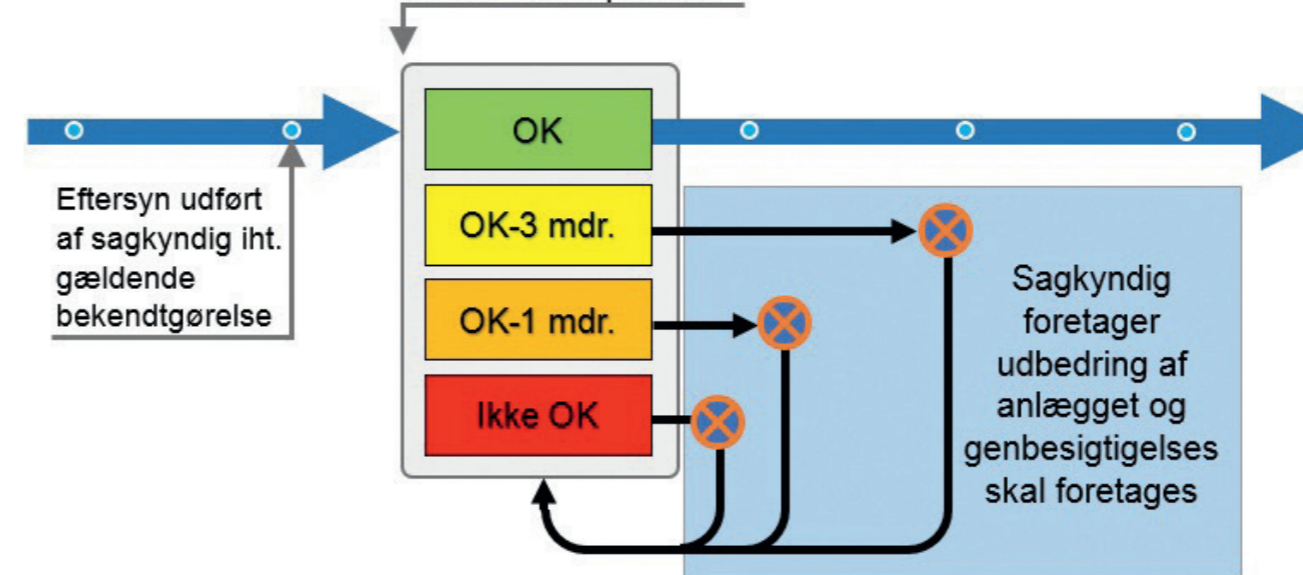 Eftersyn udført
af sagkyndig iht.
gældende
bekendtgørelse
OK
OK-3 mdr.
OK-1 mdr.
Ikke OK
Sagkyndig
foretager
udbedring af
anlægget og
genbesigtigelses
skal foretages